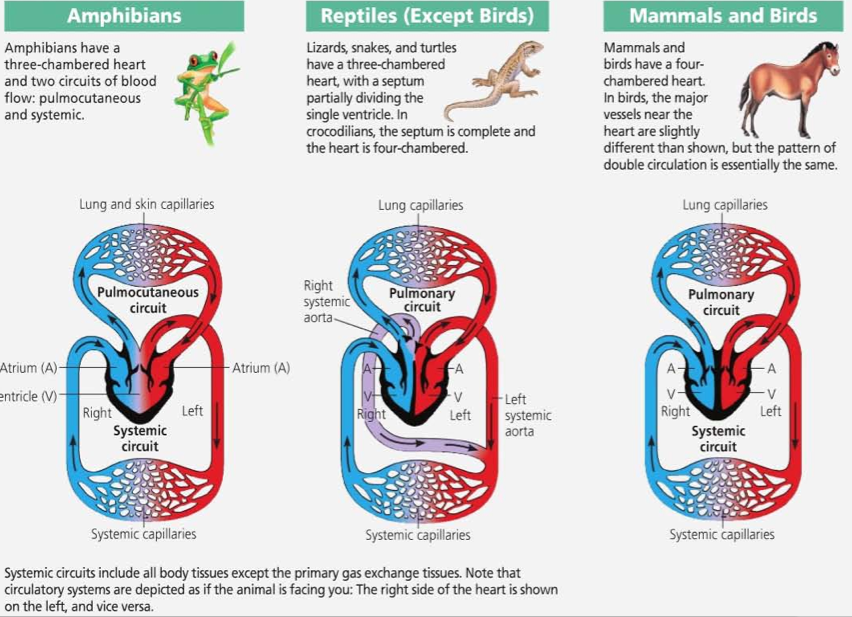 Amphibians
Amphibians have a
three-chambered heart
and two circuits of blood
flow: pulmocutaneous
and systemic.
Lung and skin capillaries
Pulmocutaneous
circuit
Atrium (A)
Atrium (A)
entricle (V)
Right
Left
Systemic
circuit
Systemic capillaries
Reptiles (Except Birds)
Lizards, snakes, and turtles
have a three-chambered
heart, with a septum
partially dividing the
single ventricle. In
crocodilians, the septum is complete and
the heart is four-chambered.
Lung capillaries
Right
systemic
aorta
Pulmonary
circuit
A
A
V
V
Right
Left
Left
systemic
aorta
Systemic capillaries
Mammals and Birds
Mammals and
birds have a four-
chambered heart.
In birds, the major
vessels near the
heart are slightly
different than shown, but the pattern of
double circulation is essentially the same.
Lung capillaries
Pulmonary
circuit
A
A
V
V
Right
Left
Systemic
circuit
Systemic capillaries
Systemic circuits include all body tissues except the primary gas exchange tissues. Note that
circulatory systems are depicted as if the animal is facing you: The right side of the heart is shown
on the left, and vice versa.